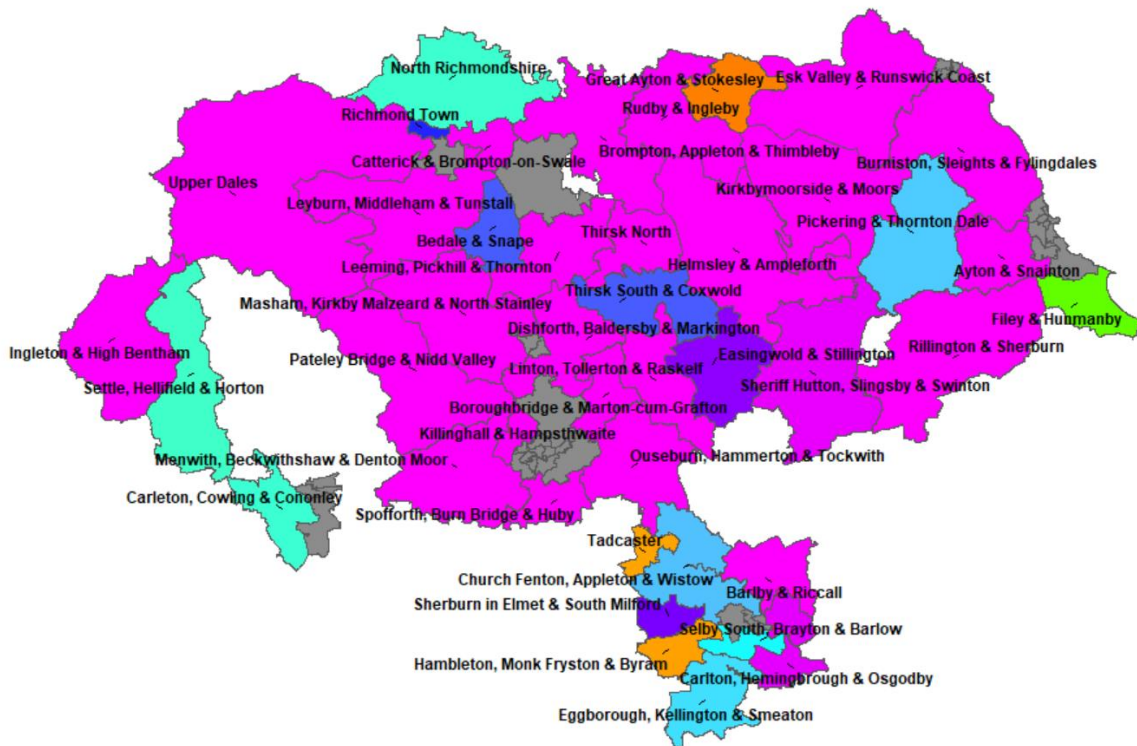 North Richmondshire
Great Ayton & Stokesley
Esk Valley & Runswick Coast
Richmond Town
Rudby & Ingleby
Catterick & Brompton-on-Swale
Brompton, Appleton & Thimbleby
Burniston, Sleights & Fylingdales
Upper Dales
Kirkbymoorside & Moors
Leyburn, Middleham & Tunstall
Pickering & Thornton Dale
Bedale & Snape
Thirsk North
Leeming, Pickhill & Thornton
Helmsley & Ampleforth
Ayton & Snainton
Thirsk South & Coxwold
Masham, Kirkby Malzeard & North Stainley
Filey & Hunmanby
Dishforth, Baldersby & Markington
Ingleton & High Bentham
Pateley Bridge & Nidd Valley
Easingwold & Stillington
Rillington & Sherburn
Linton, Tollerton & Raskelf
Settle, Hellifield & Horton
Sheriff Hutton, Slingsby & Swinton
Boroughbridge & Marton-cum-Grafton
Killinghall & Hampsthwaite
Menwith, Beckwithshaw & Denton Moor
Ouseburn, Hammerton & Tockwith
Carleton, Cowling & Cononley
Spofforth, Burn Bridge & Huby
Tadcaster
Church Fenton, Appleton & Wistow
Barlby & Riccall
Sherburn in Elmet & South Milford
Selby South, Brayton & Barlow
Hambleton, Monk Fryston & Byram
Carlton, Hemingbrough & Osgodby
Eggborough, Kellington & Smeaton